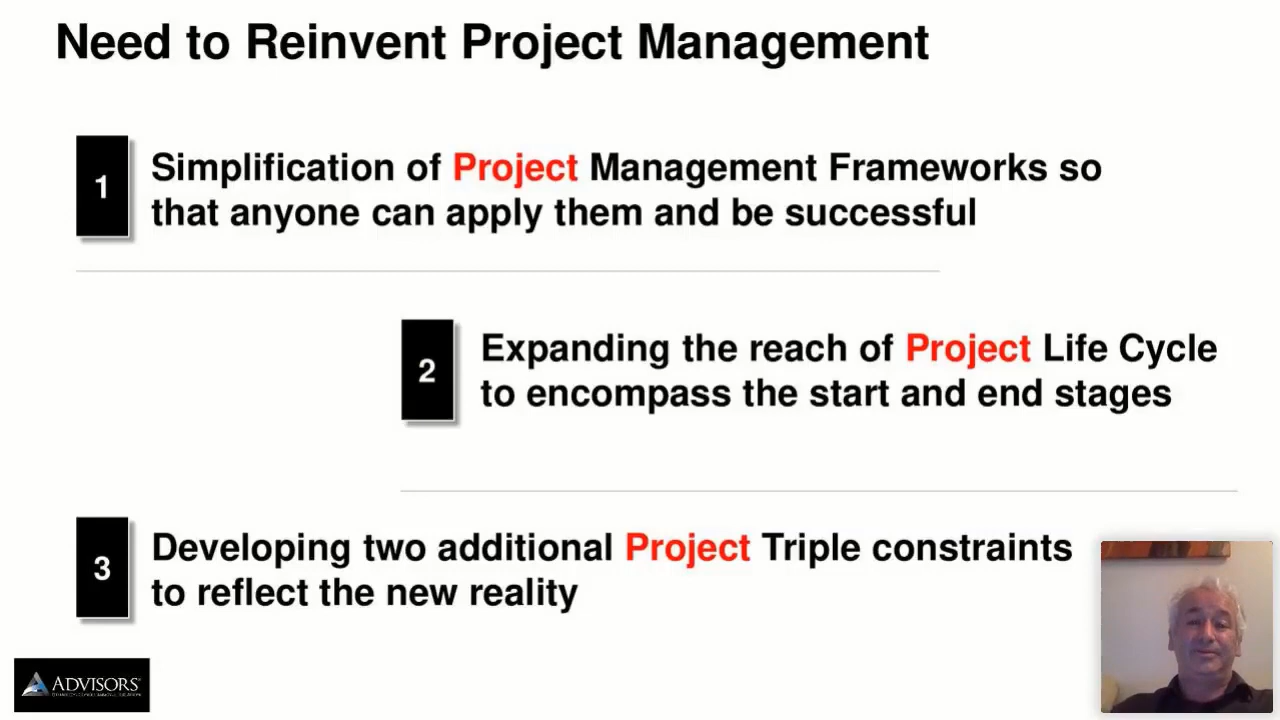 Need to Reinvent Project Management
1
Simplification of Project Management Frameworks so
that anyone can apply them and be successful
2
Expanding the reach of Project Life Cycle
to encompass the start and end stages
3
Developing two additional Project Triple constraints
to reflect the new reality
ADVISORS